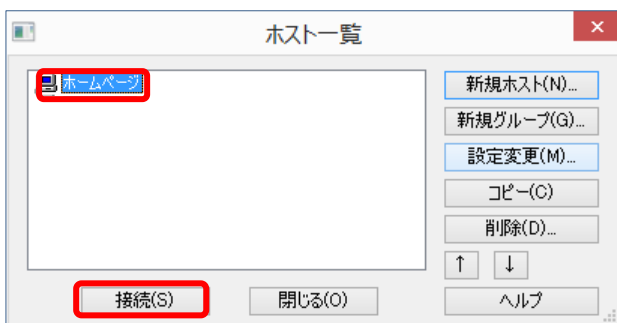 ホスト一覧
ホームページ
新規ホスト(N)...
新規グループ(G)...
設定変更(M)...
コピー(C)
削除(D)...
↑ ↓
接続(S) 閉じる(O) ヘルプ